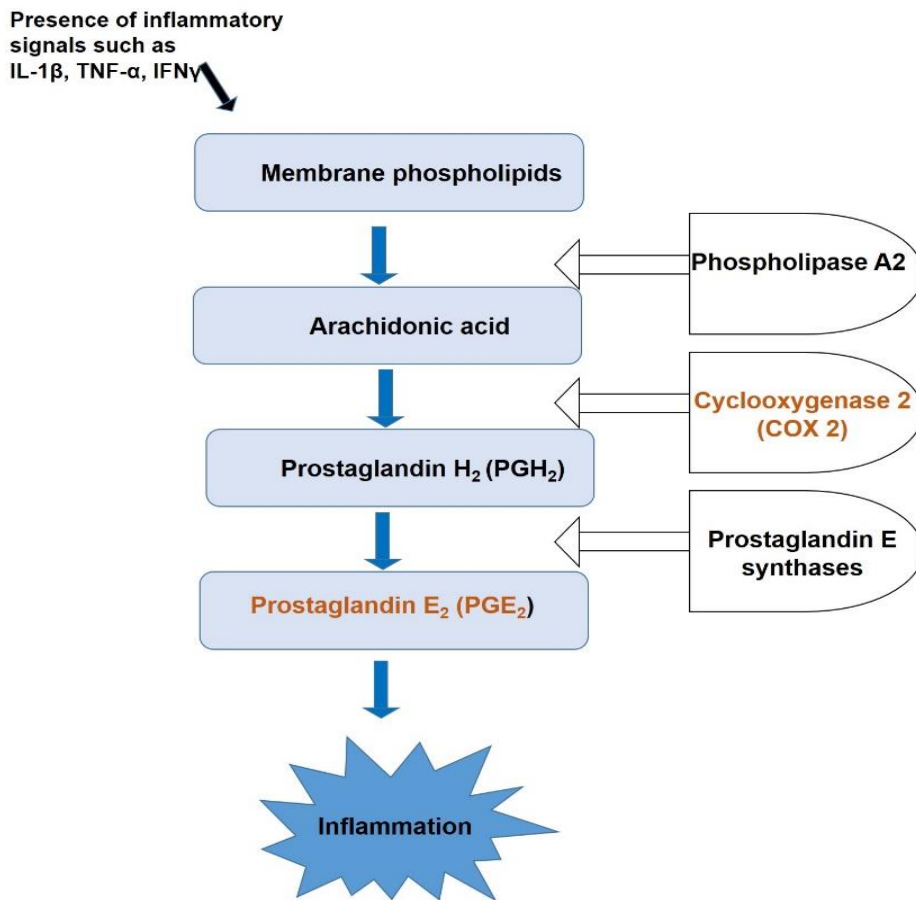 Presence of inflammatory
signals such as
IL-1β, TNF-α, IFNγ
Membrane phospholipids
Phospholipase A2
Arachidonic acid
Cyclooxygenase 2
(COX 2)
Prostaglandin H₂ (PGH₂)
Prostaglandin E
synthases
Prostaglandin E₂ (PGE₂)
Inflammation